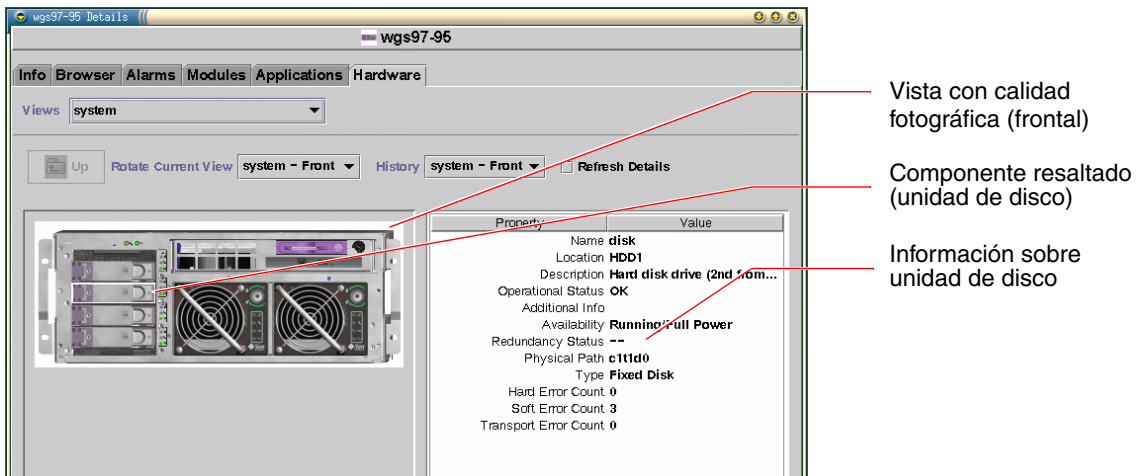 wgs97-95 Details
wgs97-95
Info Browser Alarms Modules Applications Hardware
Views system
Up Rotate Current View system - Front History system - Front Refresh Details
Property Value
Name disk
Location HDD1
Description Hard disk drive (2nd from...
Operational Status OK
Additional Info
Availability Running/Full Power
Redundancy Status --
Physical Path c1t1d0
Type Fixed Disk
Hard Error Count 0
Soft Error Count 3
Transport Error Count 0
Vista con calidad
fotográfica (frontal)
Componente resaltado
(unidad de disco)
Información sobre
unidad de disco